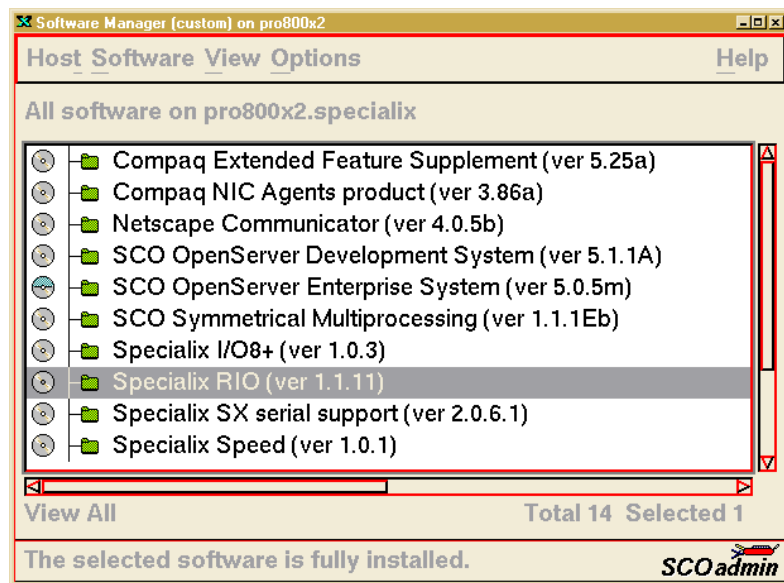 Software Manager (custom) on pro800x2
Host Software View Options Help
All software on pro800x2.specialix
Compaq Extended Feature Supplement (ver 5.25a)
Compaq NIC Agents product (ver 3.86a)
Netscape Communicator (ver 4.0.5b)
SCO OpenServer Development System (ver 5.1.1A)
SCO OpenServer Enterprise System (ver 5.0.5m)
SCO Symmetrical Multiprocessing (ver 1.1.1Eb)
Specialix I/O8+ (ver 1.0.3)
Specialix RIO (ver 1.1.11)
Specialix SX serial support (ver 2.0.6.1)
Specialix Speed (ver 1.0.1)
View All Total 14 Selected 1
The selected software is fully installed. SCOadmin